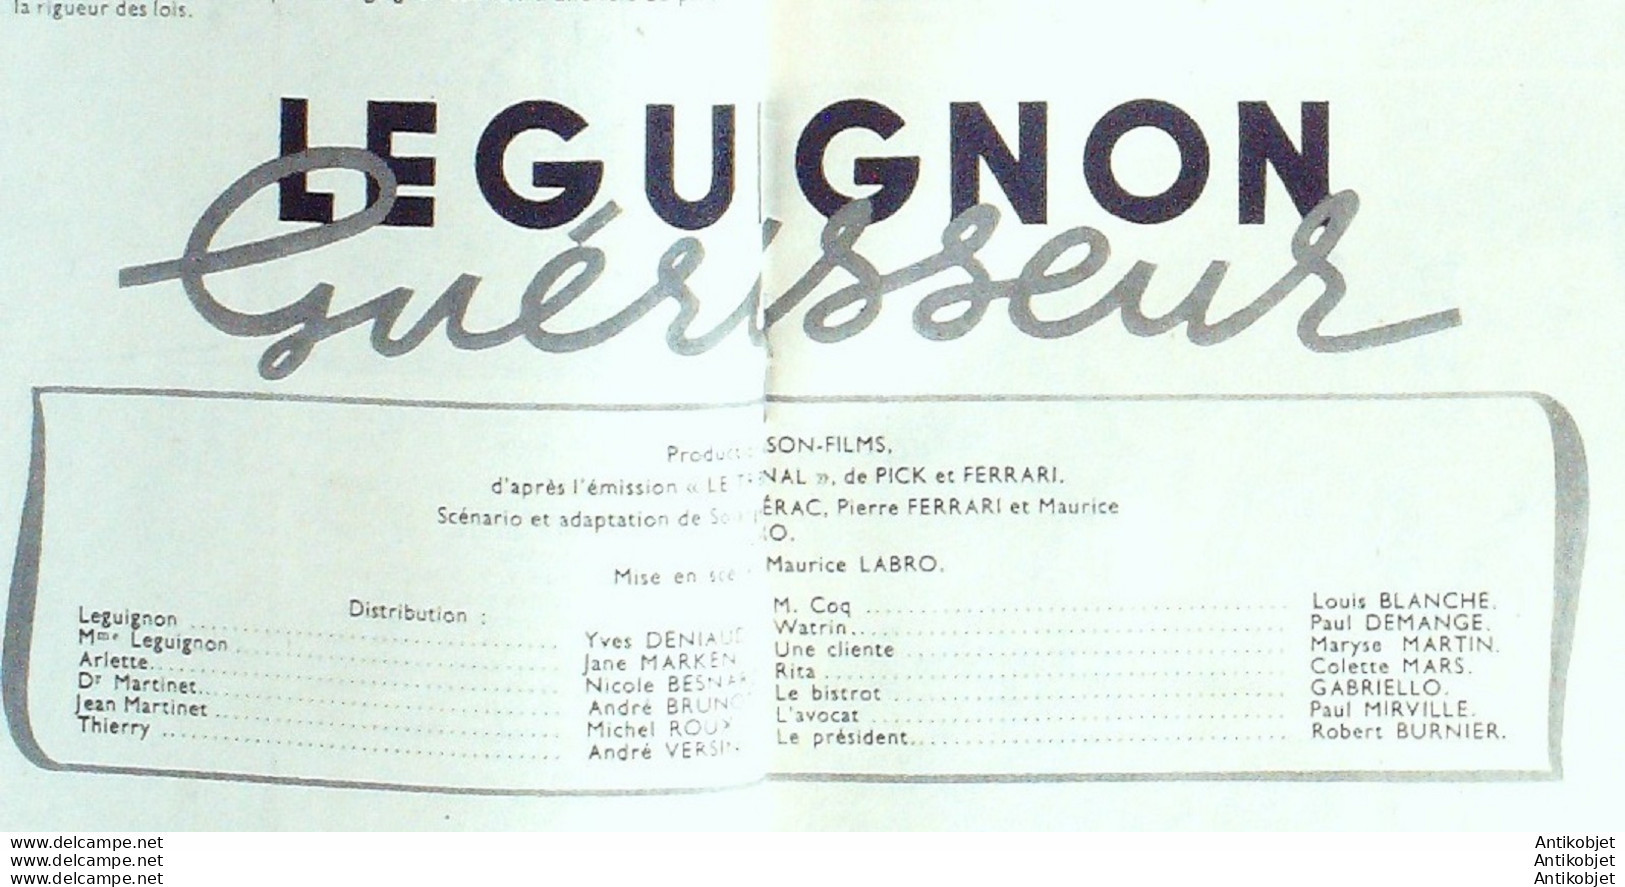 la rigueur des lois.
LEGUIGNON
Guérisseur
SON-FILMS,
d'après l'émission « LE NAL », de PICK et FERRARI.
Scénario et adaptation de ÉRAC, Pierre FERRARI et Maurice
Mise en Maurice LABRO.
Distribution :
Leguignon Yves
Mme Leguignon Jane MARKEN
Arlette Nicole
Dr Martinet André
Jean Martinet Michel ROUX
Thierry André
M. Coq Louis BLANCHE.
Watrin Paul DEMANGE.
Une cliente Maryse MARTIN.
Rita Colette MARS.
Le bistrot GABRIELLO.
L'avocat Paul MIRVILLE.
Le président Robert BURNIER.
www.delcampe.net
www.delcampe.net
www.delcampe.net
Antikobjet
Antikobjet
Antikobjet